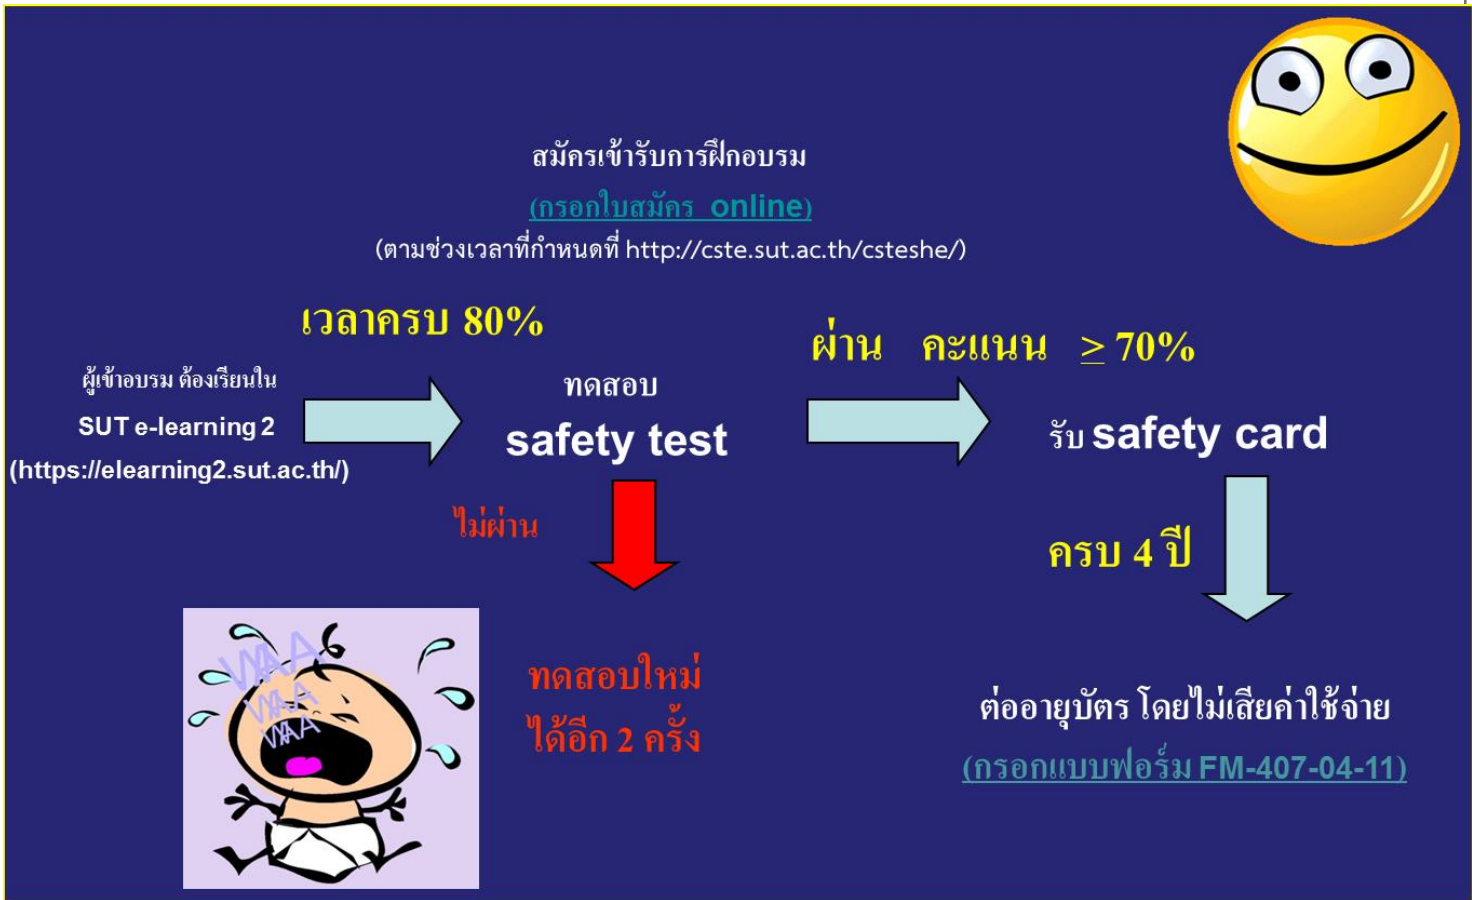 สมัครเข้ารับการฝึกอบรม
(กรอกใบสมัคร online)
(ตามช่วงเวลาที่กำหนดที่ http://cste.sut.ac.th/csteshe/)
เวลาครบ 80%
ผ่าน คะแนน ≥ 70%
ผู้เข้าอบรม ต้องเรียนใน
SUT e-learning 2
(https://elearning2.sut.ac.th/)
ทดสอบ
safety test
รับ safety card
ไม่ผ่าน
ครบ 4 ปี
ทดสอบใหม่
ได้อีก 2 ครั้ง
WAA
WAA
WAA
ต่ออายุบัตร โดยไม่เสียค่าใช้จ่าย
(กรอกแบบฟอร์ม FM-407-04-11)